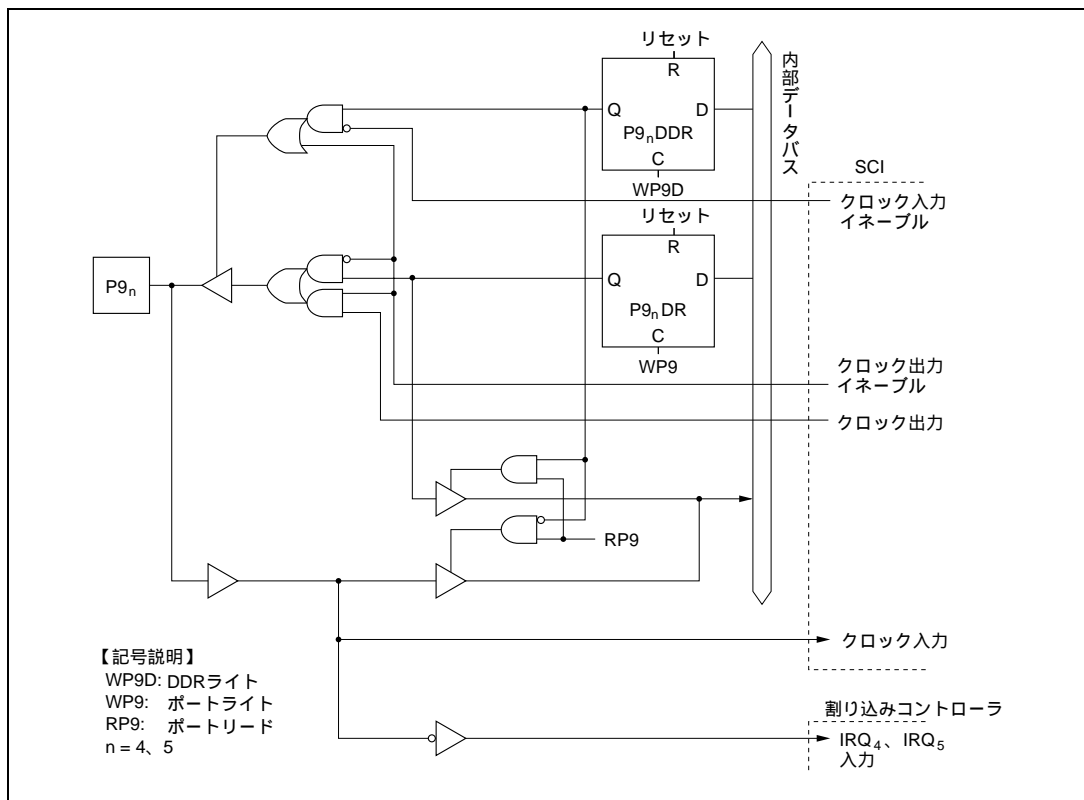 リセット
R
Q
D
P9nDDR
C
WP9D
内部データバス
SCI
クロック入力
イネーブル
リセット
R
Q
D
P9nDR
C
WP9
P9n
クロック出力
イネーブル
クロック出力
RP9
クロック入力
【記号説明】
WP9D: DDRライト
WP9: ポートライト
RP9: ポートリード
n = 4、5
割り込みコントローラ
IRQ4、IRQ5
入力